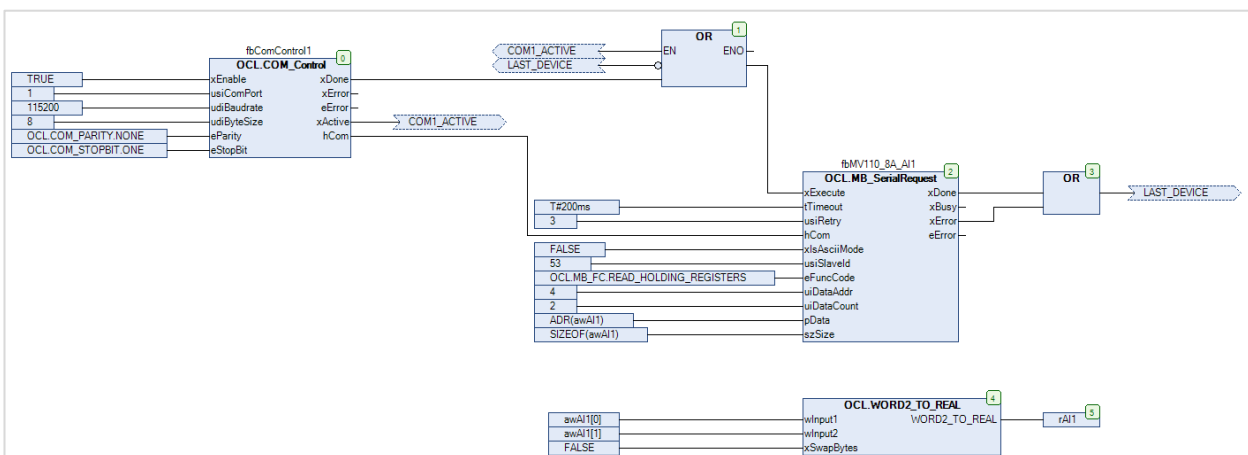 fbComControl1
0
OCL.COM_Control
TRUE
xEnable
xDone
1
usiComPort
xError
115200
udiBaudrate
eError
8
udiByteSize
xActive
COM1_ACTIVE
OCL.COM_PARITY.NONE
eParity
hCom
OCL.COM_STOPBIT.ONE
eStopBit
1
OR
COM1_ACTIVE
EN
ENO
LAST_DEVICE
fbMV110_8A_AI1
2
OCL.MB_SerialRequest
xExecute
xDone
T#200ms
tTimeout
xBusy
3
usiRetry
xError
hCom
eError
FALSE
xIsAsciiMode
53
usiSlaveId
OCL.MB_FC.READ_HOLDING_REGISTERS
eFuncCode
4
uiDataAddr
2
uiDataCount
ADR(awAI1)
pData
SIZEOF(awAI1)
szSize
3
OR
LAST_DEVICE
4
OCL.WORD2_TO_REAL
awAI1[0]
wInput1
WORD2_TO_REAL
5
rAI1
awAI1[1]
wInput2
FALSE
xSwapBytes